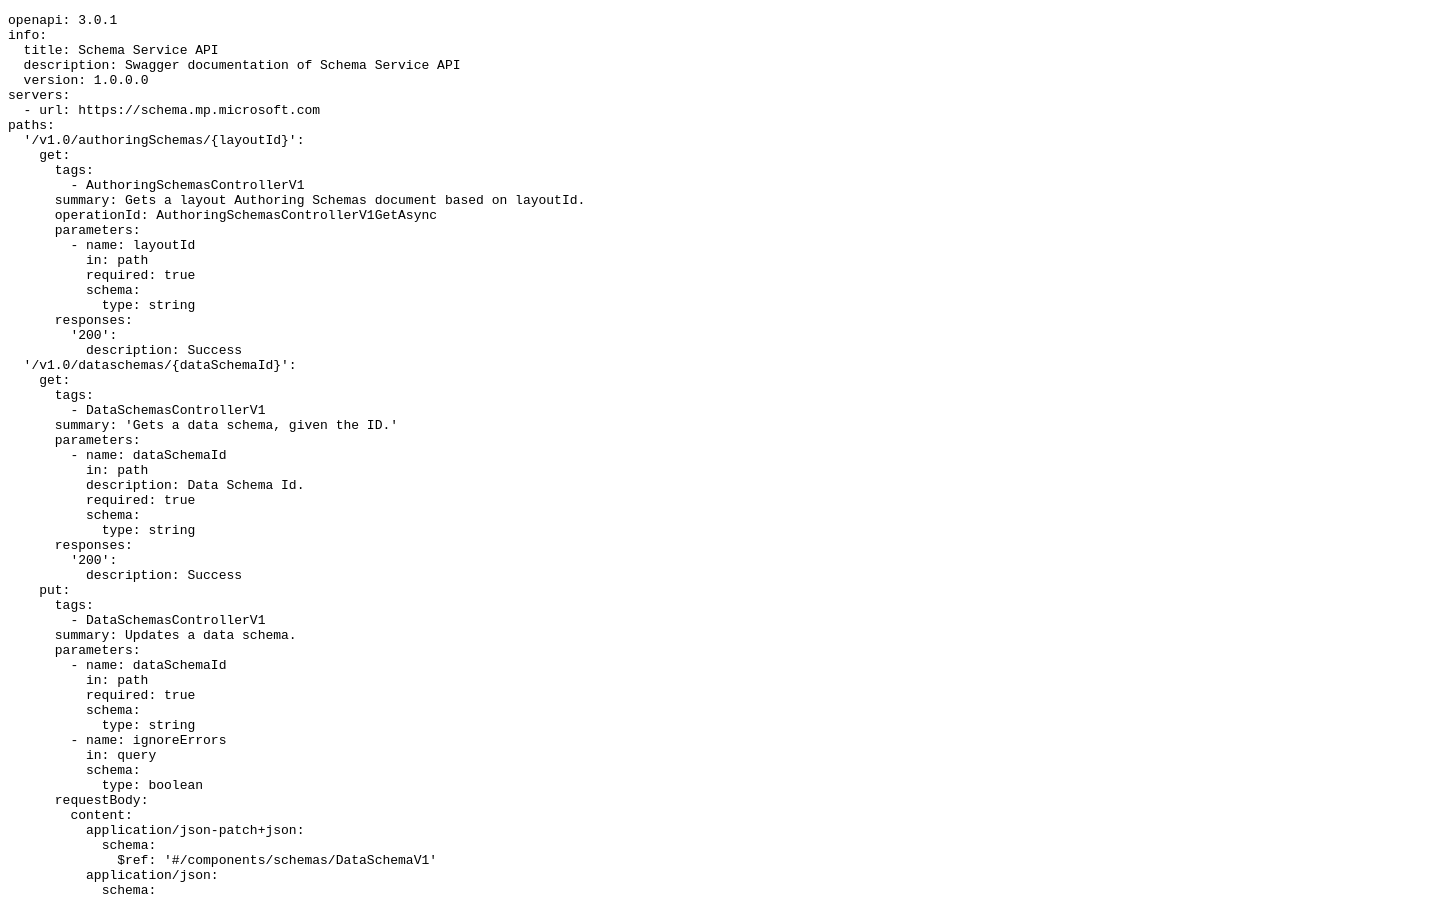 openapi: 3.0.1
info:
  title: Schema Service API
  description: Swagger documentation of Schema Service API
  version: 1.0.0.0
servers:
  - url: https://schema.mp.microsoft.com
paths:
  '/v1.0/authoringSchemas/{layoutId}':
    get:
      tags:
        - AuthoringSchemasControllerV1
      summary: Gets a layout Authoring Schemas document based on layoutId.
      operationId: AuthoringSchemasControllerV1GetAsync
      parameters:
        - name: layoutId
          in: path
          required: true
          schema:
            type: string
      responses:
        '200':
          description: Success
  '/v1.0/dataschemas/{dataSchemaId}':
    get:
      tags:
        - DataSchemasControllerV1
      summary: 'Gets a data schema, given the ID.'
      parameters:
        - name: dataSchemaId
          in: path
          description: Data Schema Id.
          required: true
          schema:
            type: string
      responses:
        '200':
          description: Success
    put:
      tags:
        - DataSchemasControllerV1
      summary: Updates a data schema.
      parameters:
        - name: dataSchemaId
          in: path
          required: true
          schema:
            type: string
        - name: ignoreErrors
          in: query
          schema:
            type: boolean
      requestBody:
        content:
          application/json-patch+json:
            schema:
              $ref: '#/components/schemas/DataSchemaV1'
          application/json:
            schema: